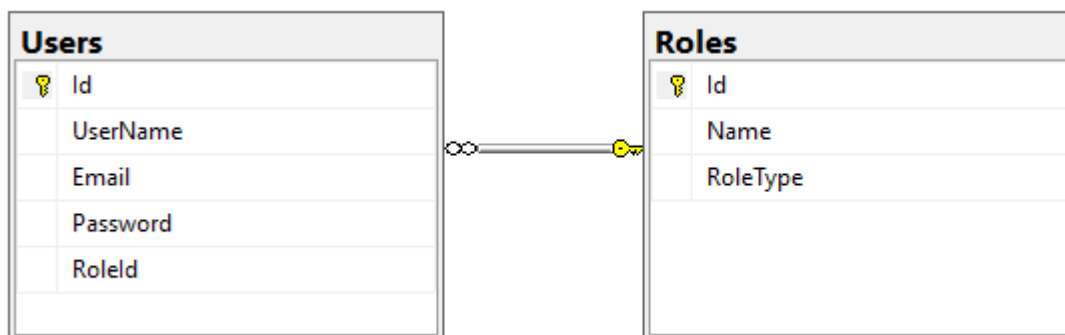 Users
Id
UserName
Email
Password
RoleId
Roles
Id
Name
RoleType